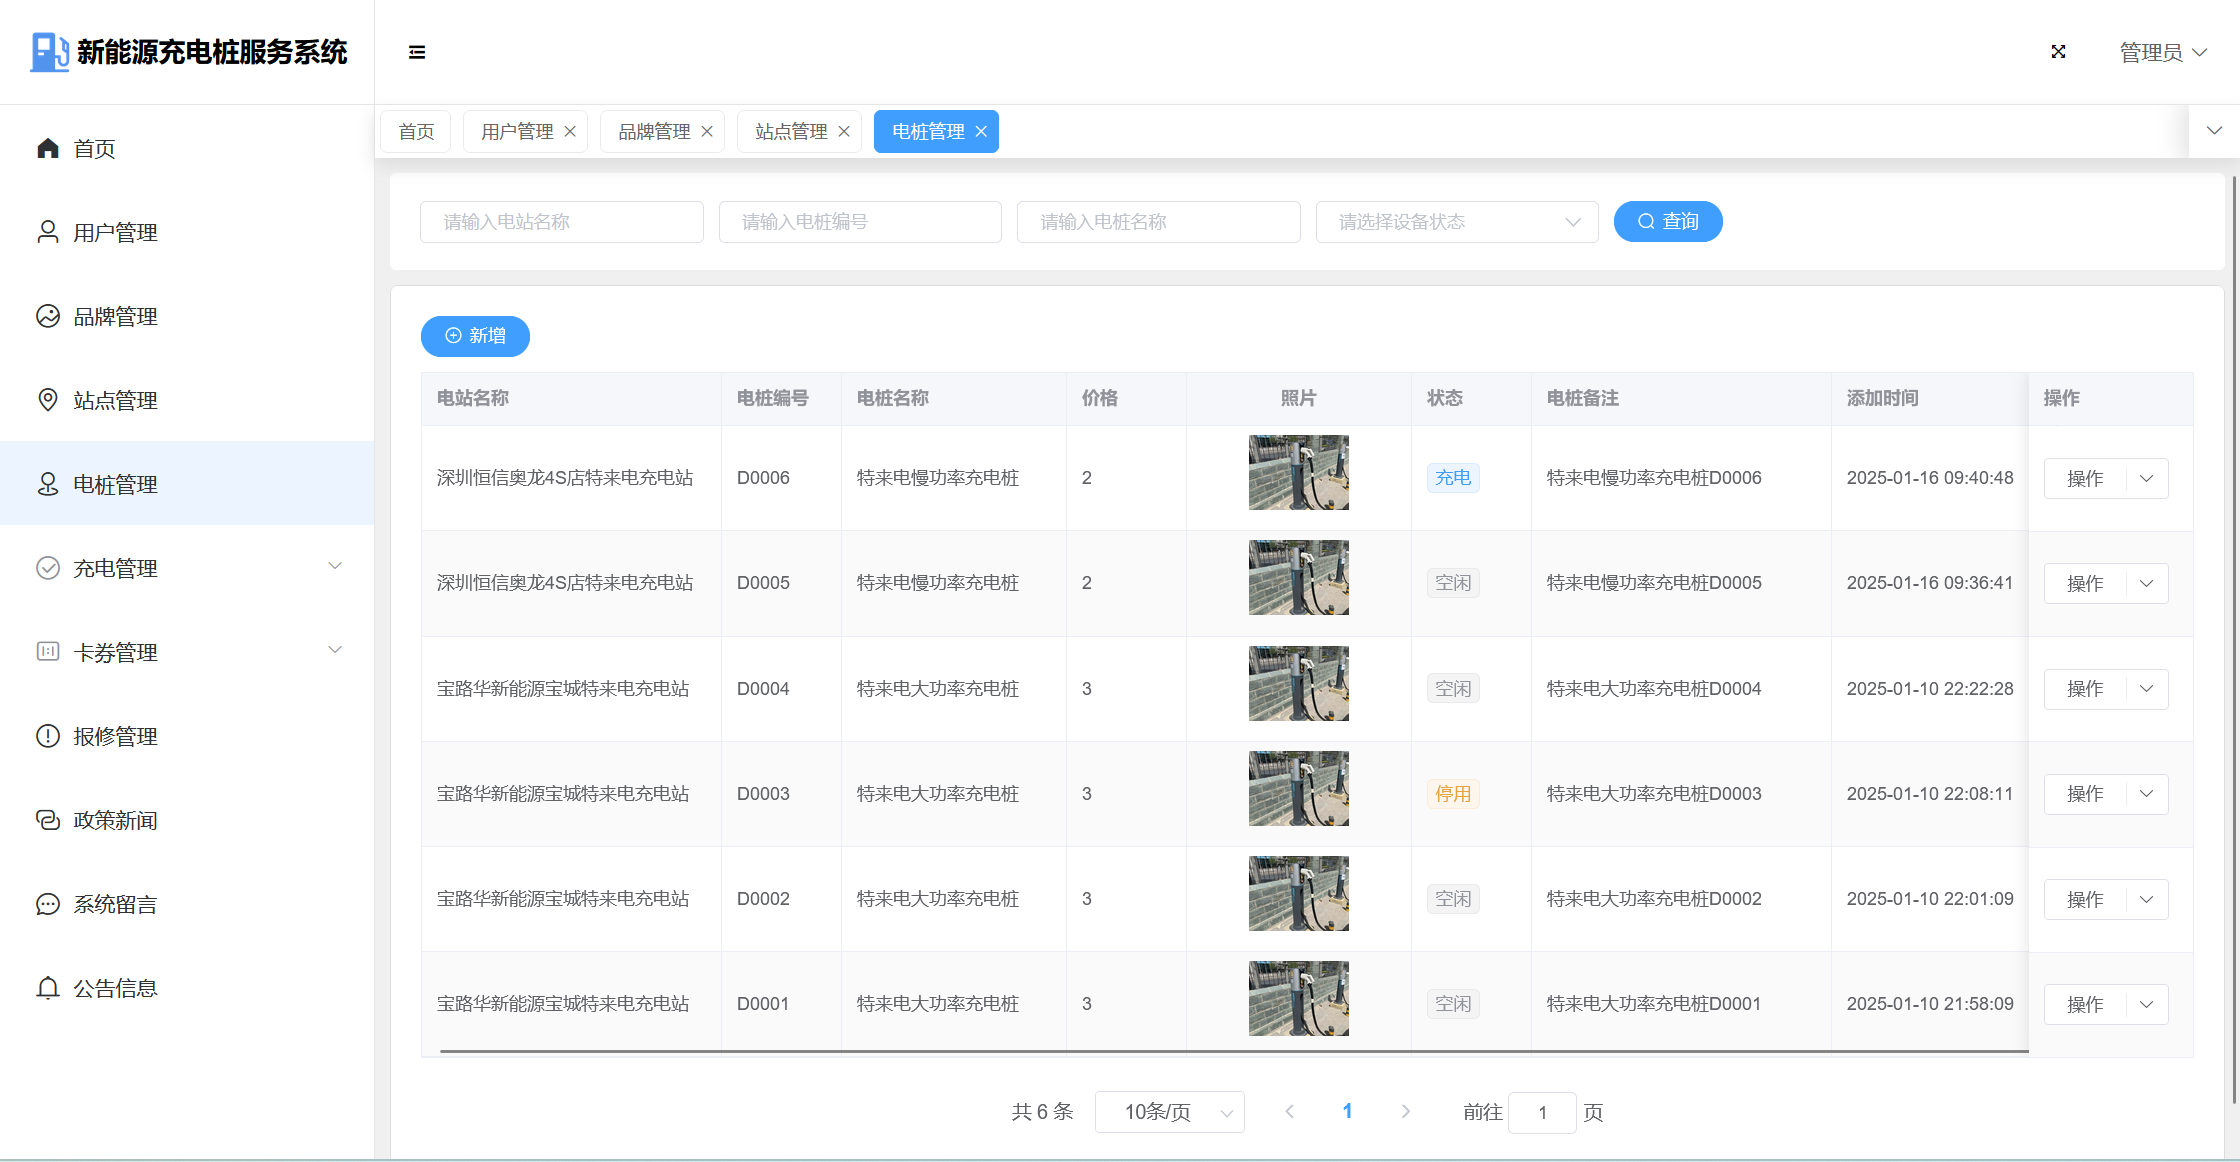 新能源充电桩服务系统
管理员
首页
用户管理
品牌管理
站点管理
电桩管理
充电管理
卡券管理
报修管理
政策新闻
系统留言
公告信息
首页 用户管理 品牌管理 站点管理 电桩管理
请输入电站名称 请输入电桩编号 请输入电桩名称 请选择设备状态 查询
新增
电站名称 电桩编号 电桩名称 价格 照片 状态 电桩备注 添加时间 操作
深圳恒信奥龙4S店特来电充电站 D0006 特来电慢功率充电桩 2 充电 特来电慢功率充电桩D0006 2025-01-16 09:40:48 操作
深圳恒信奥龙4S店特来电充电站 D0005 特来电慢功率充电桩 2 空闲 特来电慢功率充电桩D0005 2025-01-16 09:36:41 操作
宝路华新能源宝城特来电充电站 D0004 特来电大功率充电桩 3 空闲 特来电大功率充电桩D0004 2025-01-10 22:22:28 操作
宝路华新能源宝城特来电充电站 D0003 特来电大功率充电桩 3 停用 特来电大功率充电桩D0003 2025-01-10 22:08:11 操作
宝路华新能源宝城特来电充电站 D0002 特来电大功率充电桩 3 空闲 特来电大功率充电桩D0002 2025-01-10 22:01:09 操作
宝路华新能源宝城特来电充电站 D0001 特来电大功率充电桩 3 空闲 特来电大功率充电桩D0001 2025-01-10 21:58:09 操作
共 6 条 10条/页 1 前往 1 页